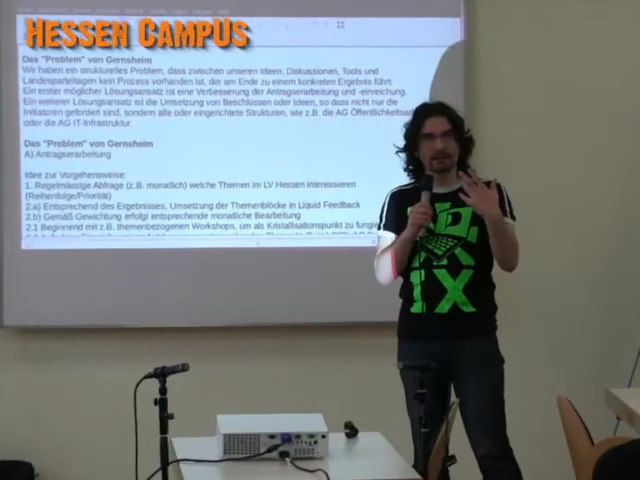 HESSEN CAMPUS
Das "Problem" von Gernsheim
Wir haben ein strukturelles Problem, dass zwischen unseren Ideen, Diskussionen, Tools und
Landesparteitagen kein Prozess vorhanden ist, der am Ende zu einem konkreten Ergebnis führt.
Ein erster möglicher Lösungsansatz ist eine Verbesserung der Antragserarbeitung und -einreichung.
Ein weiterer Lösungsansatz ist die Umsetzung von Beschlüssen oder Ideen, so dass nicht nur die
Initiatoren gefordert sind, sondern alle oder eingerichtete Strukturen, wie z.B. die AG Öffentlichkeitsa
oder die AG IT-Infrastruktur.
Das "Problem" von Gernsheim
A) Antragserarbeitung
Idee zur Vorgehensweise:
1. Regelmässige Abfrage (z.B. monatlich) welche Themen im LV Hessen interessieren
(Reihenfolge/Priorität)
2.a) Entsprechend des Ergebnisses, Umsetzung der Themenblöcke in Liquid Feedback
2.b) Gemäß Gewichtung erfolgt entsprechende monatliche Bearbeitung
2.1 Beginnend mit z.B. themenbezogenen Workshops, um als Kristallisationspunkt zu fungie